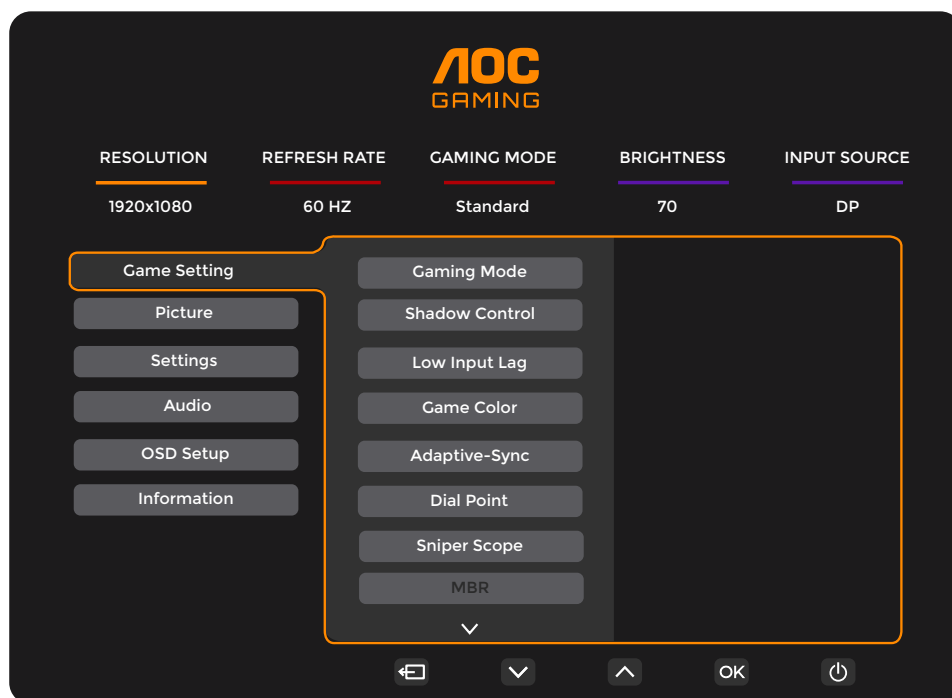 AOC
GAMING
RESOLUTION REFRESH RATE GAMING MODE BRIGHTNESS INPUT SOURCE
1920x1080 60 HZ Standard 70 DP
Game Setting
Picture
Settings
Audio
OSD Setup
Information
Gaming Mode
Shadow Control
Low Input Lag
Game Color
Adaptive-Sync
Dial Point
Sniper Scope
MBR
OK